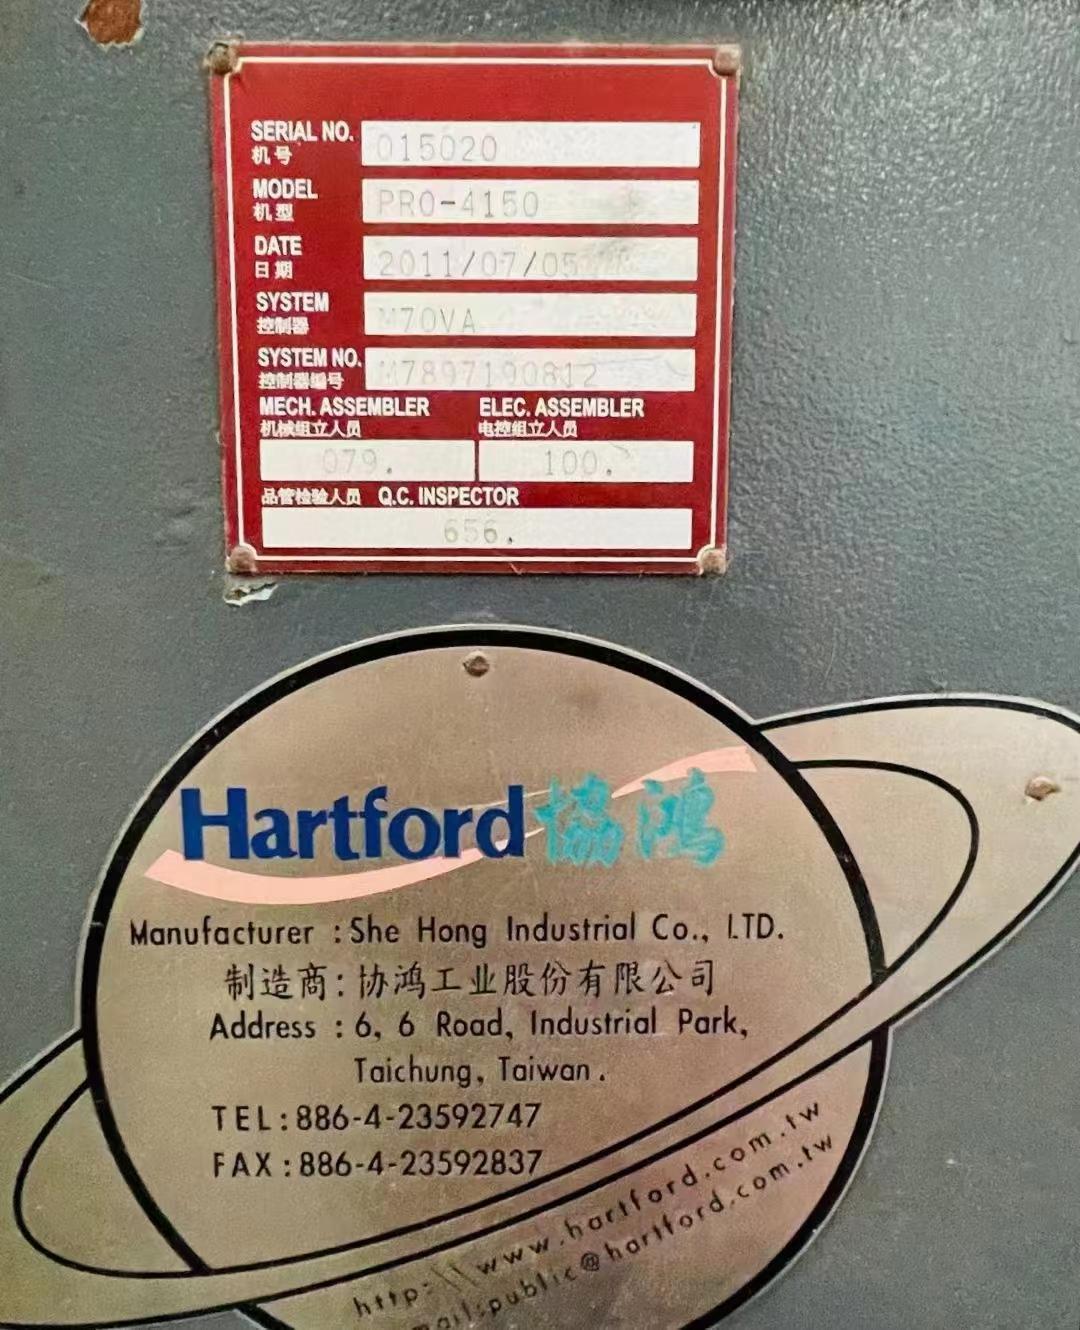 SERIAL NO. 015020
机号
MODEL PRO-4150
机型
DATE 2011/07/05
日期
SYSTEM M70VA
控制器
SYSTEM NO. M7897190812
控制器编号
MECH. ASSEMBLER ELEC. ASSEMBLER
机械组立人员 电控组立人员
079. 100.
品管检验人员 Q.C. INSPECTOR
656.
Hartford 協鴻
Manufacturer : She Hong Industrial Co., LTD.
制造商: 协鸿工业股份有限公司
Address : 6, 6 Road, Industrial Park,
Taichung, Taiwan.
TEL:886-4-23592747
FAX:886-4-23592837
http:\\www.hartford.com.tw
public@hartford.com.tw